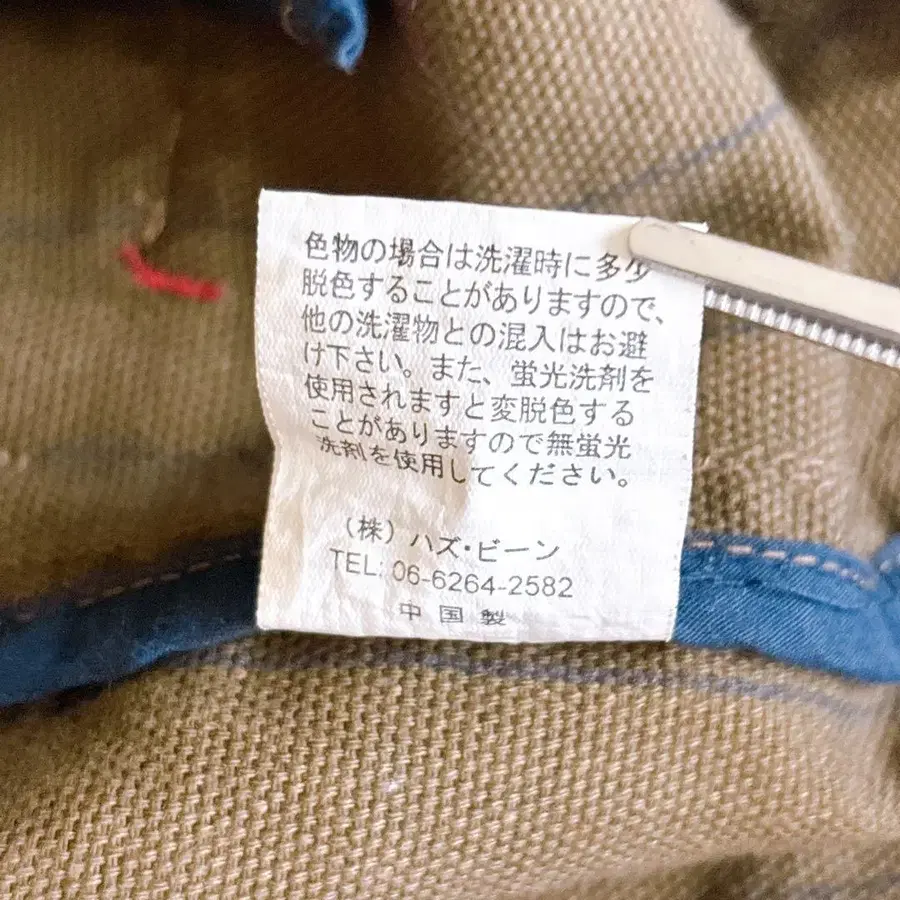 色物の場合は洗濯時に多少
脱色することがありますので、
他の洗濯物との混入はお避
け下さい。また、蛍光洗剤を
使用されますと変脱色する
ことがありますので無蛍光
洗剤を使用してください。
（株）ハズ・ビーン
TEL: 06-6264-2582
中国製